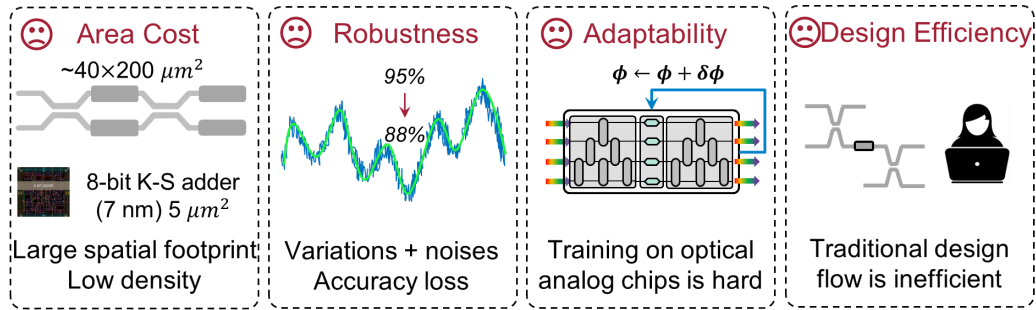 Area Cost
~40×200 μm²
8-bit K-S adder
(7 nm) 5 μm²
Large spatial footprint
Low density
Robustness
95%
88%
Variations + noises
Accuracy loss
Adaptability
ϕ ← ϕ + δϕ
Training on optical
analog chips is hard
Design Efficiency
Traditional design
flow is inefficient